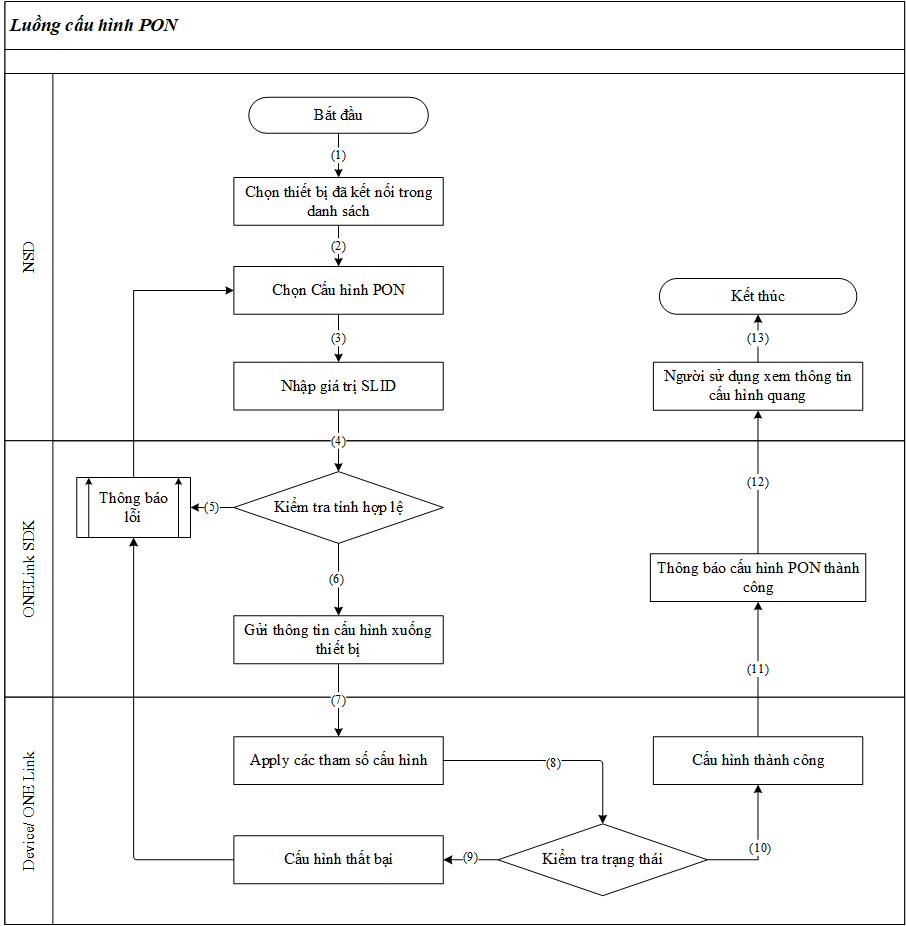 Luồng cấu hình PON
NSD
Bắt đầu
(1)
Chọn thiết bị đã kết nối trong
danh sách
(2)
Chọn Cấu hình PON
(3)
Nhập giá trị SLID
(4)
Kết thúc
(13)
Người sử dụng xem thông tin
cấu hình quang
(12)
ONELink SDK
Thông báo
lỗi
(5)
Kiểm tra tính hợp lệ
(6)
Gửi thông tin cấu hình xuống
thiết bị
(7)
Thông báo cấu hình PON thành
công
(11)
Device/ ONE Link
Apply các tham số cấu hình
(8)
Cấu hình thành công
Cấu hình thất bại
(9)
Kiểm tra trạng thái
(10)